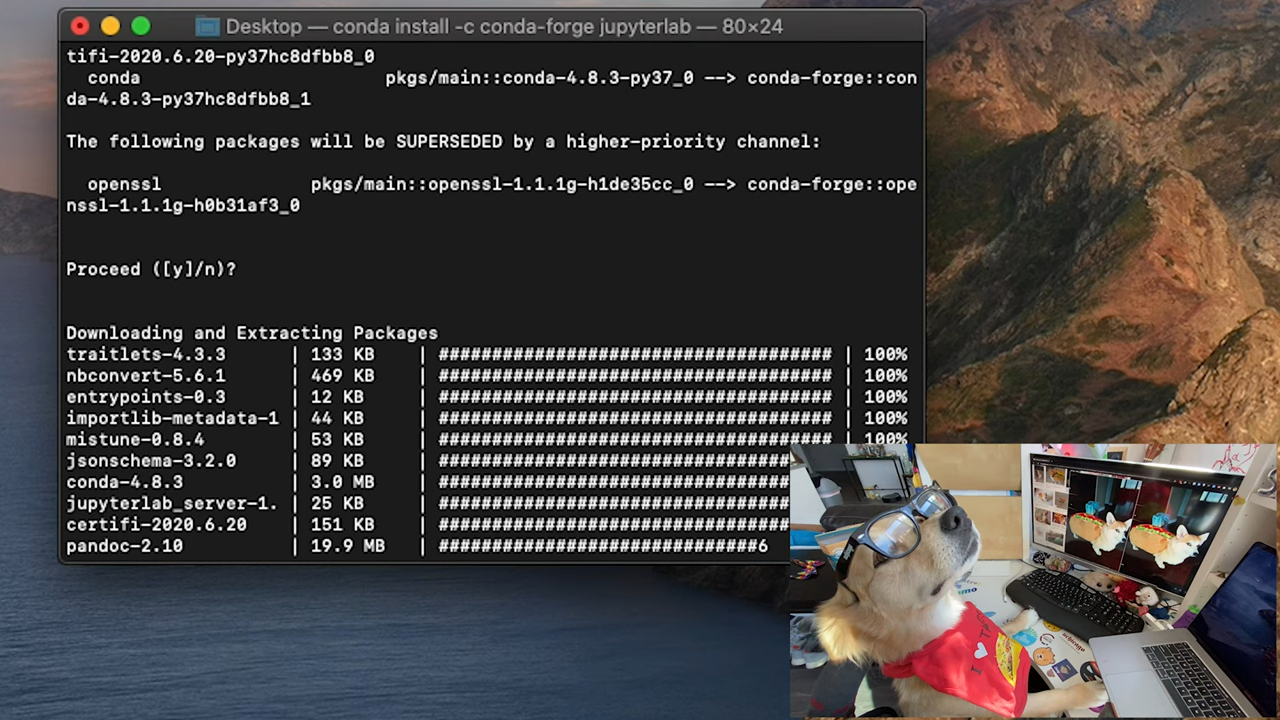 Desktop — conda install -c conda-forge jupyterlab — 80×24
tifi-2020.6.20-py37hc8dfbb8_0
conda pkgs/main::conda-4.8.3-py37_0 --> conda-forge::con
da-4.8.3-py37hc8dfbb8_1
The following packages will be SUPERSEDED by a higher-priority channel:
openssl pkgs/main::openssl-1.1.1g-h1de35cc_0 --> conda-forge::ope
nssl-1.1.1g-h0b31af3_0
Proceed ([y]/n)?
Downloading and Extracting Packages
traitlets-4.3.3 | 133 KB | ##################################### | 100%
nbconvert-5.6.1 | 469 KB | ##################################### | 100%
entrypoints-0.3 | 12 KB | ##################################### | 100%
importlib-metadata-1 | 44 KB | ##################################### | 100%
mistune-0.8.4 | 53 KB | ##################################### | 100%
jsonschema-3.2.0 | 89 KB | #################################
conda-4.8.3 | 3.0 MB | #################################
jupyterlab_server-1. | 25 KB | #################################
certifi-2020.6.20 | 151 KB | #################################
pandoc-2.10 | 19.9 MB | ##############################6
I